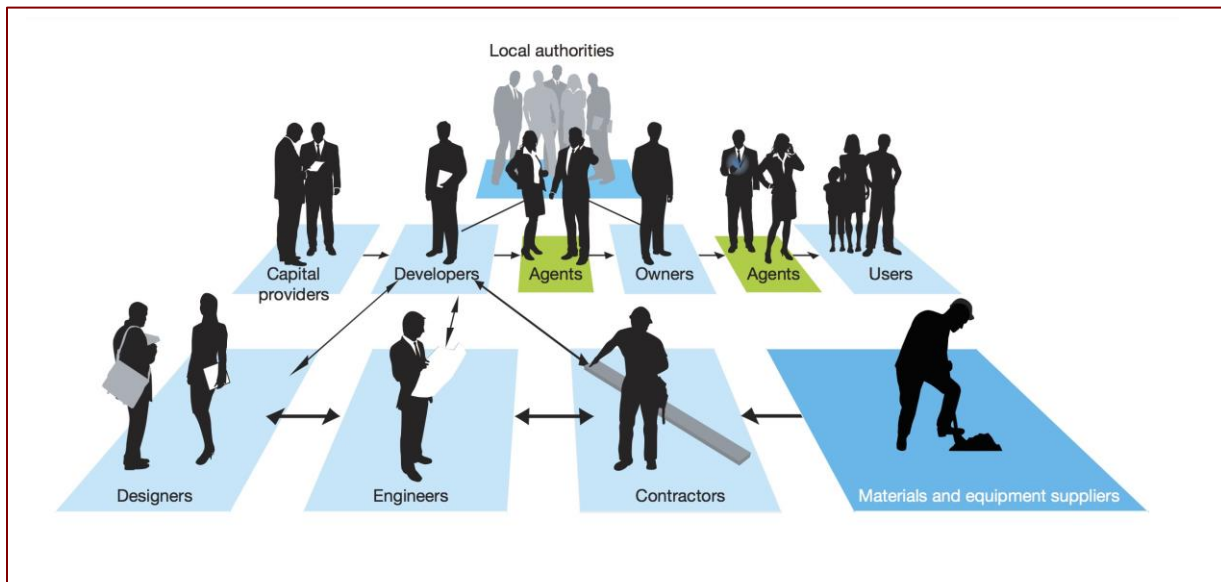 Local authorities
Capital
providers
Developers
Agents
Owners
Agents
Users
Designers
Engineers
Contractors
Materials and equipment suppliers